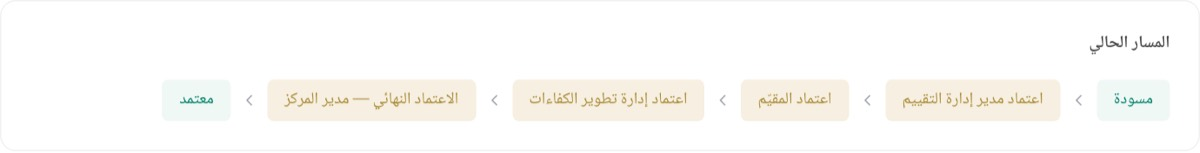 المسار الحالي
مسودة › اعتماد مدير إدارة التقييم › اعتماد المقيّم › اعتماد إدارة تطوير الكفاءات › الاعتماد النهائي — مدير المركز › معتمد